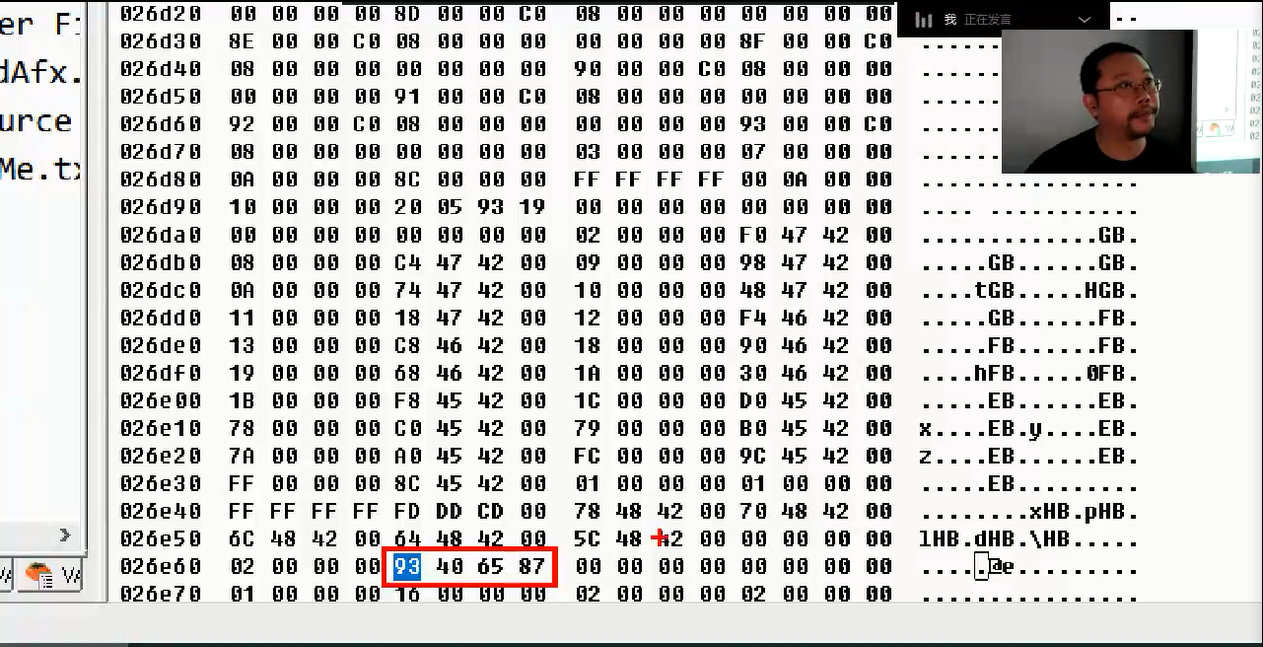 026d20 00 00 00 00 8D 00 00 C0 08 00 00 00 00 00 00 00
026d30 8E 00 00 C0 08 00 00 00 00 00 00 00 8F 00 00 C0
026d40 08 00 00 00 00 00 00 00 90 00 00 C0 08 00 00 00
026d50 00 00 00 00 91 00 00 C0 08 00 00 00 00 00 00 00
026d60 92 00 00 C0 08 00 00 00 00 00 00 00 93 00 00 C0
026d70 08 00 00 00 00 00 00 00 03 00 00 00 07 00 00 00
026d80 0A 00 00 00 8C 00 00 00 FF FF FF FF 00 0A 00 00 ................
026d90 10 00 00 00 20 05 93 19 00 00 00 00 00 00 00 00 .... ...........
026da0 00 00 00 00 00 00 00 00 02 00 00 00 F0 47 42 00 .............GB.
026db0 08 00 00 00 C4 47 42 00 09 00 00 00 98 47 42 00 .....GB......GB.
026dc0 0A 00 00 00 74 47 42 00 10 00 00 00 48 47 42 00 ....tGB.....HGB.
026dd0 11 00 00 00 18 47 42 00 12 00 00 00 F4 46 42 00 .....GB......FB.
026de0 13 00 00 00 C8 46 42 00 18 00 00 00 90 46 42 00 .....FB......FB.
026df0 19 00 00 00 68 46 42 00 1A 00 00 00 30 46 42 00 ....hFB.....0FB.
026e00 1B 00 00 00 F8 45 42 00 1C 00 00 00 D0 45 42 00 .....EB......EB.
026e10 78 00 00 00 C0 45 42 00 79 00 00 00 B0 45 42 00 x....EB.y....EB.
026e20 7A 00 00 00 A0 45 42 00 FC 00 00 00 9C 45 42 00 z....EB......EB.
026e30 FF 00 00 00 8C 45 42 00 01 00 00 00 01 00 00 00 .....EB.........
026e40 FF FF FF FF FD DD CD 00 78 48 42 00 70 48 42 00 ........xHB.pHB.
026e50 6C 48 42 00 64 48 42 00 5C 48 42 00 00 00 00 00 lHB.dHB.\HB.....
026e60 02 00 00 00 93 40 65 87 00 00 00 00 00 00 00 00 .....@e.........
026e70 01 00 00 00 16 00 00 00 02 00 00 00 02 00 00 00 ................
er Fi
dAfx.
urce
Me.tx
我 正在发言